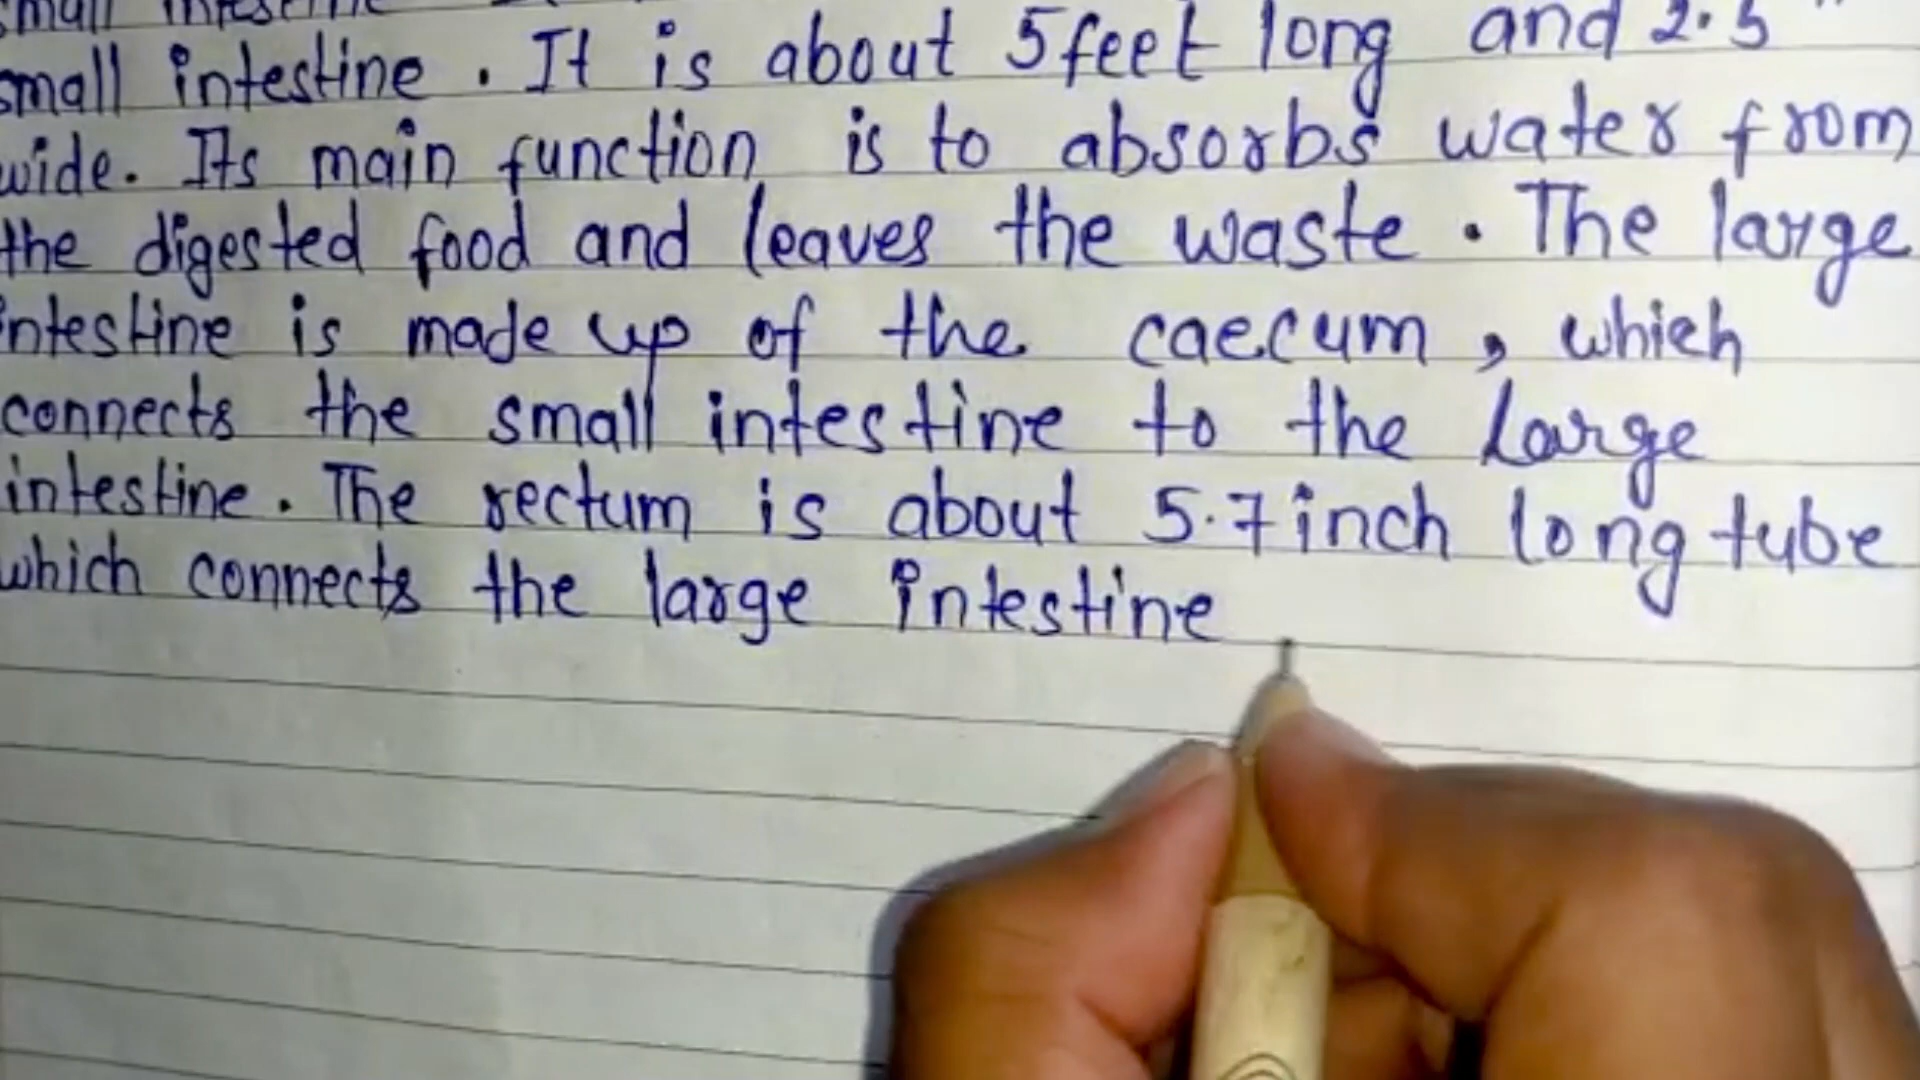 small intestine
small intestine. It is about 5 feet long and 2.5 "
wide. Its main function is to absorbs water from
the digested food and leaves the waste. The large
intestine is made up of the caecum, which
connects the small intestine to the large
intestine. The rectum is about 5.7 inch long tube
which connects the large intestine